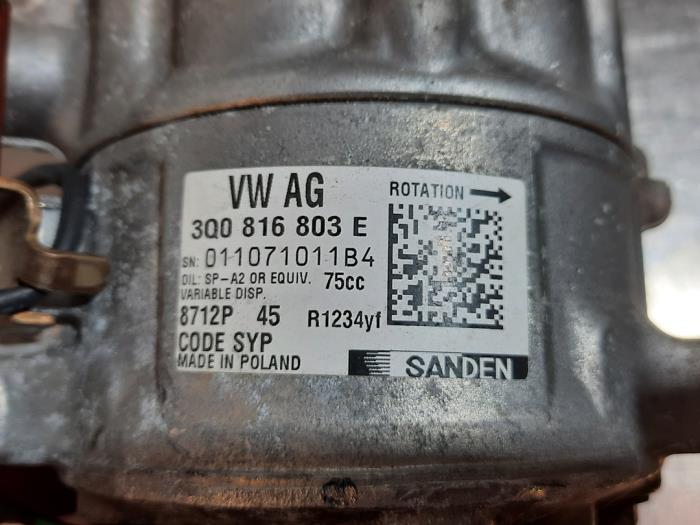 VW AG
ROTATION
3Q0 816 803 E
SN: 011071011B4
OIL: SP-A2 OR EQUIV. 75cc
VARIABLE DISP.
8712P 45 R1234yf
CODE SYP
MADE IN POLAND
SANDEN